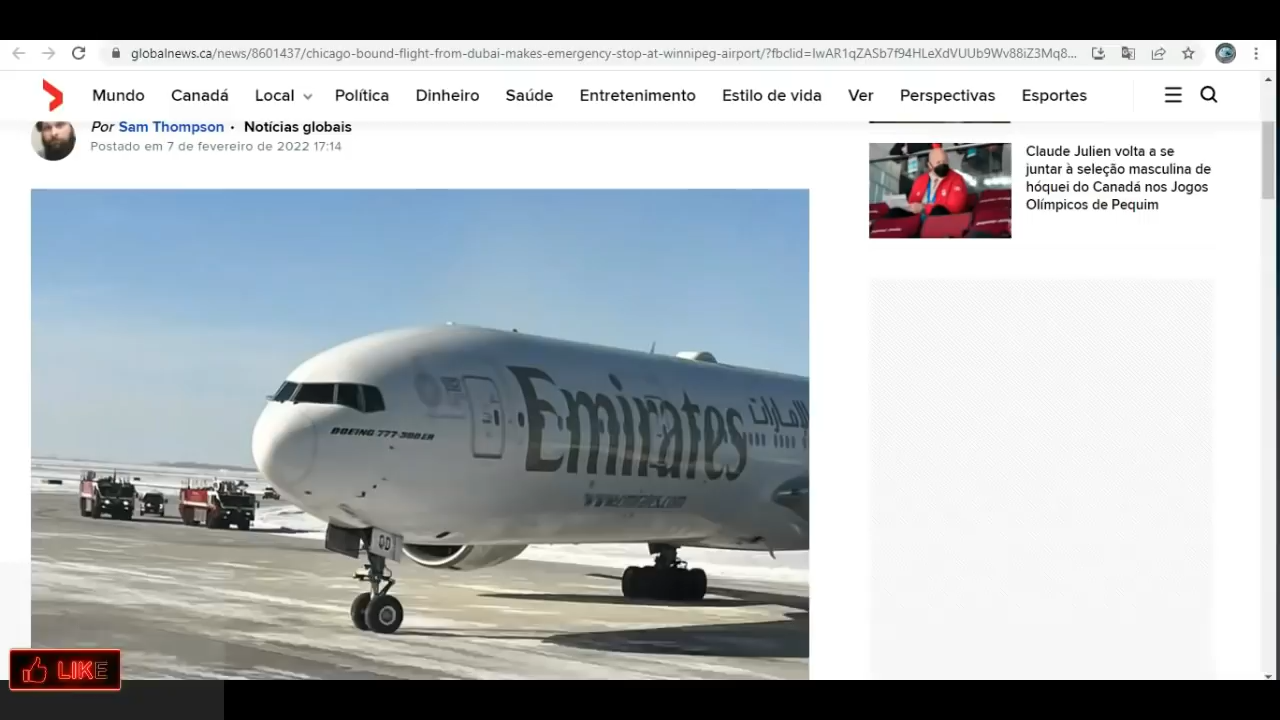 globalnews.ca/news/8601437/chicago-bound-flight-from-dubai-makes-emergency-stop-at-winnipeg-airport/?fbclid=IwAR1qZASb7f94HLeXdVUUb9Wv88iZ3Mq8...
Mundo Canadá Local Política Dinheiro Saúde Entretenimento Estilo de vida Ver Perspectivas Esportes
Por Sam Thompson · Notícias globais
Postado em 7 de fevereiro de 2022 17:14
Claude Julien volta a se
juntar à seleção masculina de
hóquei do Canadá nos Jogos
Olímpicos de Pequim
BOEING 777-300ER
Emirates
الإمارات
www.emirates.com
QD
LIKE